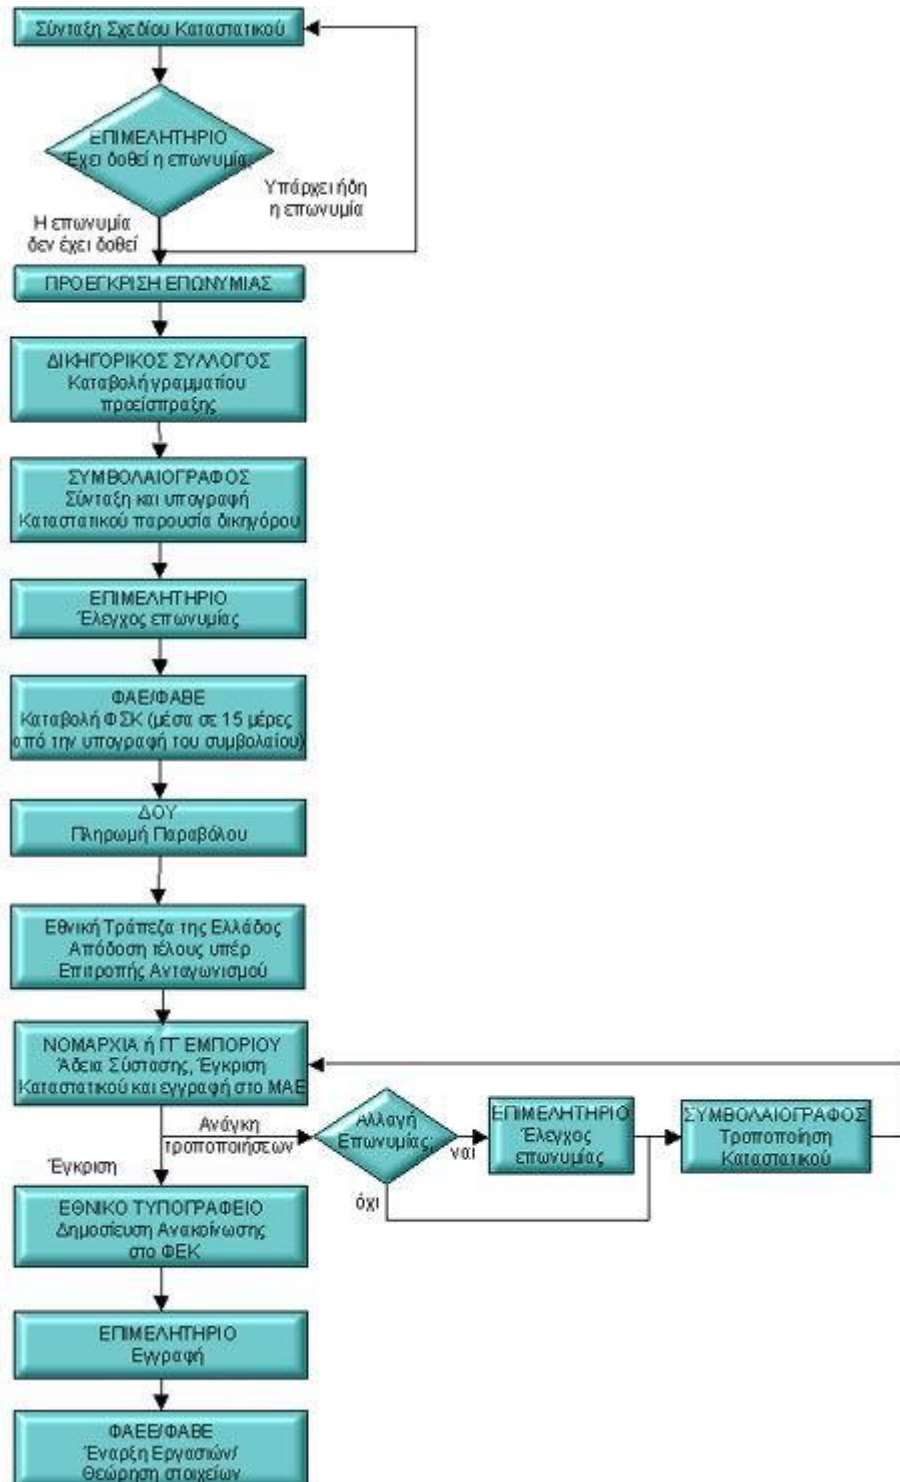 Σύνταξη Σχεδίου Καταστατικού
ΕΠΙΜΕΛΗΤΗΡΙΟ
Έχει δοθεί η επωνυμία;
Υπάρχει ήδη
η επωνυμία
Η επωνυμία
δεν έχει δοθεί
ΠΡΟΕΓΚΡΙΣΗ ΕΠΩΝΥΜΙΑΣ
ΔΙΚΗΓΟΡΙΚΟΣ ΣΥΛΛΟΓΟΣ
Καταβολή γραμματίου
προείσπραξης
ΣΥΜΒΟΛΑΙΟΓΡΑΦΟΣ
Σύνταξη και υπογραφή
Καταστατικού παρουσία δικηγόρου
ΕΠΙΜΕΛΗΤΗΡΙΟ
Έλεγχος επωνυμίας
ΦΑΕ/ΦΑΒΕ
Καταβολή ΦΣΚ (μέσα σε 15 μέρες
από την υπογραφή του συμβολαίου)
ΔΟΥ
Πληρωμή Παραβόλου
Εθνική Τράπεζα της Ελλάδος
Απόδοση τέλους υπέρ
Επιτροπής Ανταγωνισμού
ΝΟΜΑΡΧΙΑ ή ΓΓ ΕΜΠΟΡΙΟΥ
Άδεια Σύστασης, Έγκριση
Καταστατικού και εγγραφή στο ΜΑΕ
Ανάγκη
τροποποιήσεων
Αλλαγή
Επωνυμίας;
ναι
όχι
ΕΠΙΜΕΛΗΤΗΡΙΟ
Έλεγχος
επωνυμίας
ΣΥΜΒΟΛΑΙΟΓΡΑΦΟΣ
Τροποποίηση
Καταστατικού
Έγκριση
ΕΘΝΙΚΟ ΤΥΠΟΓΡΑΦΕΙΟ
Δημοσίευση Ανακοίνωσης
στο ΦΕΚ
ΕΠΙΜΕΛΗΤΗΡΙΟ
Εγγραφή
ΦΑΕΕ/ΦΑΒΕ
Έναρξη Εργασιών/
Θεώρηση στοιχείων